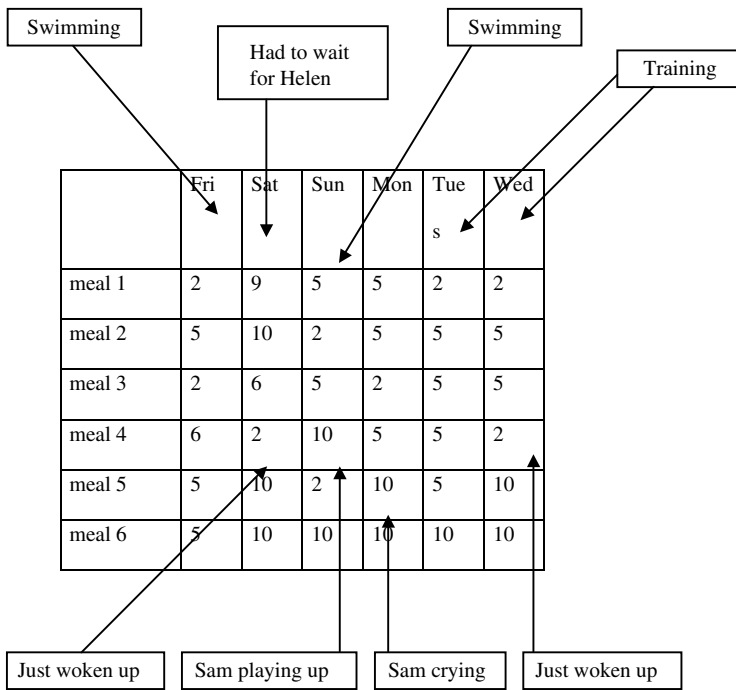 Swimming
Had to wait
for Helen
Swimming
Training
Fri Sat Sun Mon Tue Wed
s
meal 1 2 9 5 5 2 2
meal 2 5 10 2 5 5 5
meal 3 2 6 5 2 5 5
meal 4 6 2 10 5 5 2
meal 5 5 10 2 10 5 10
meal 6 5 10 10 10 10 10
Just woken up
Sam playing up
Sam crying
Just woken up